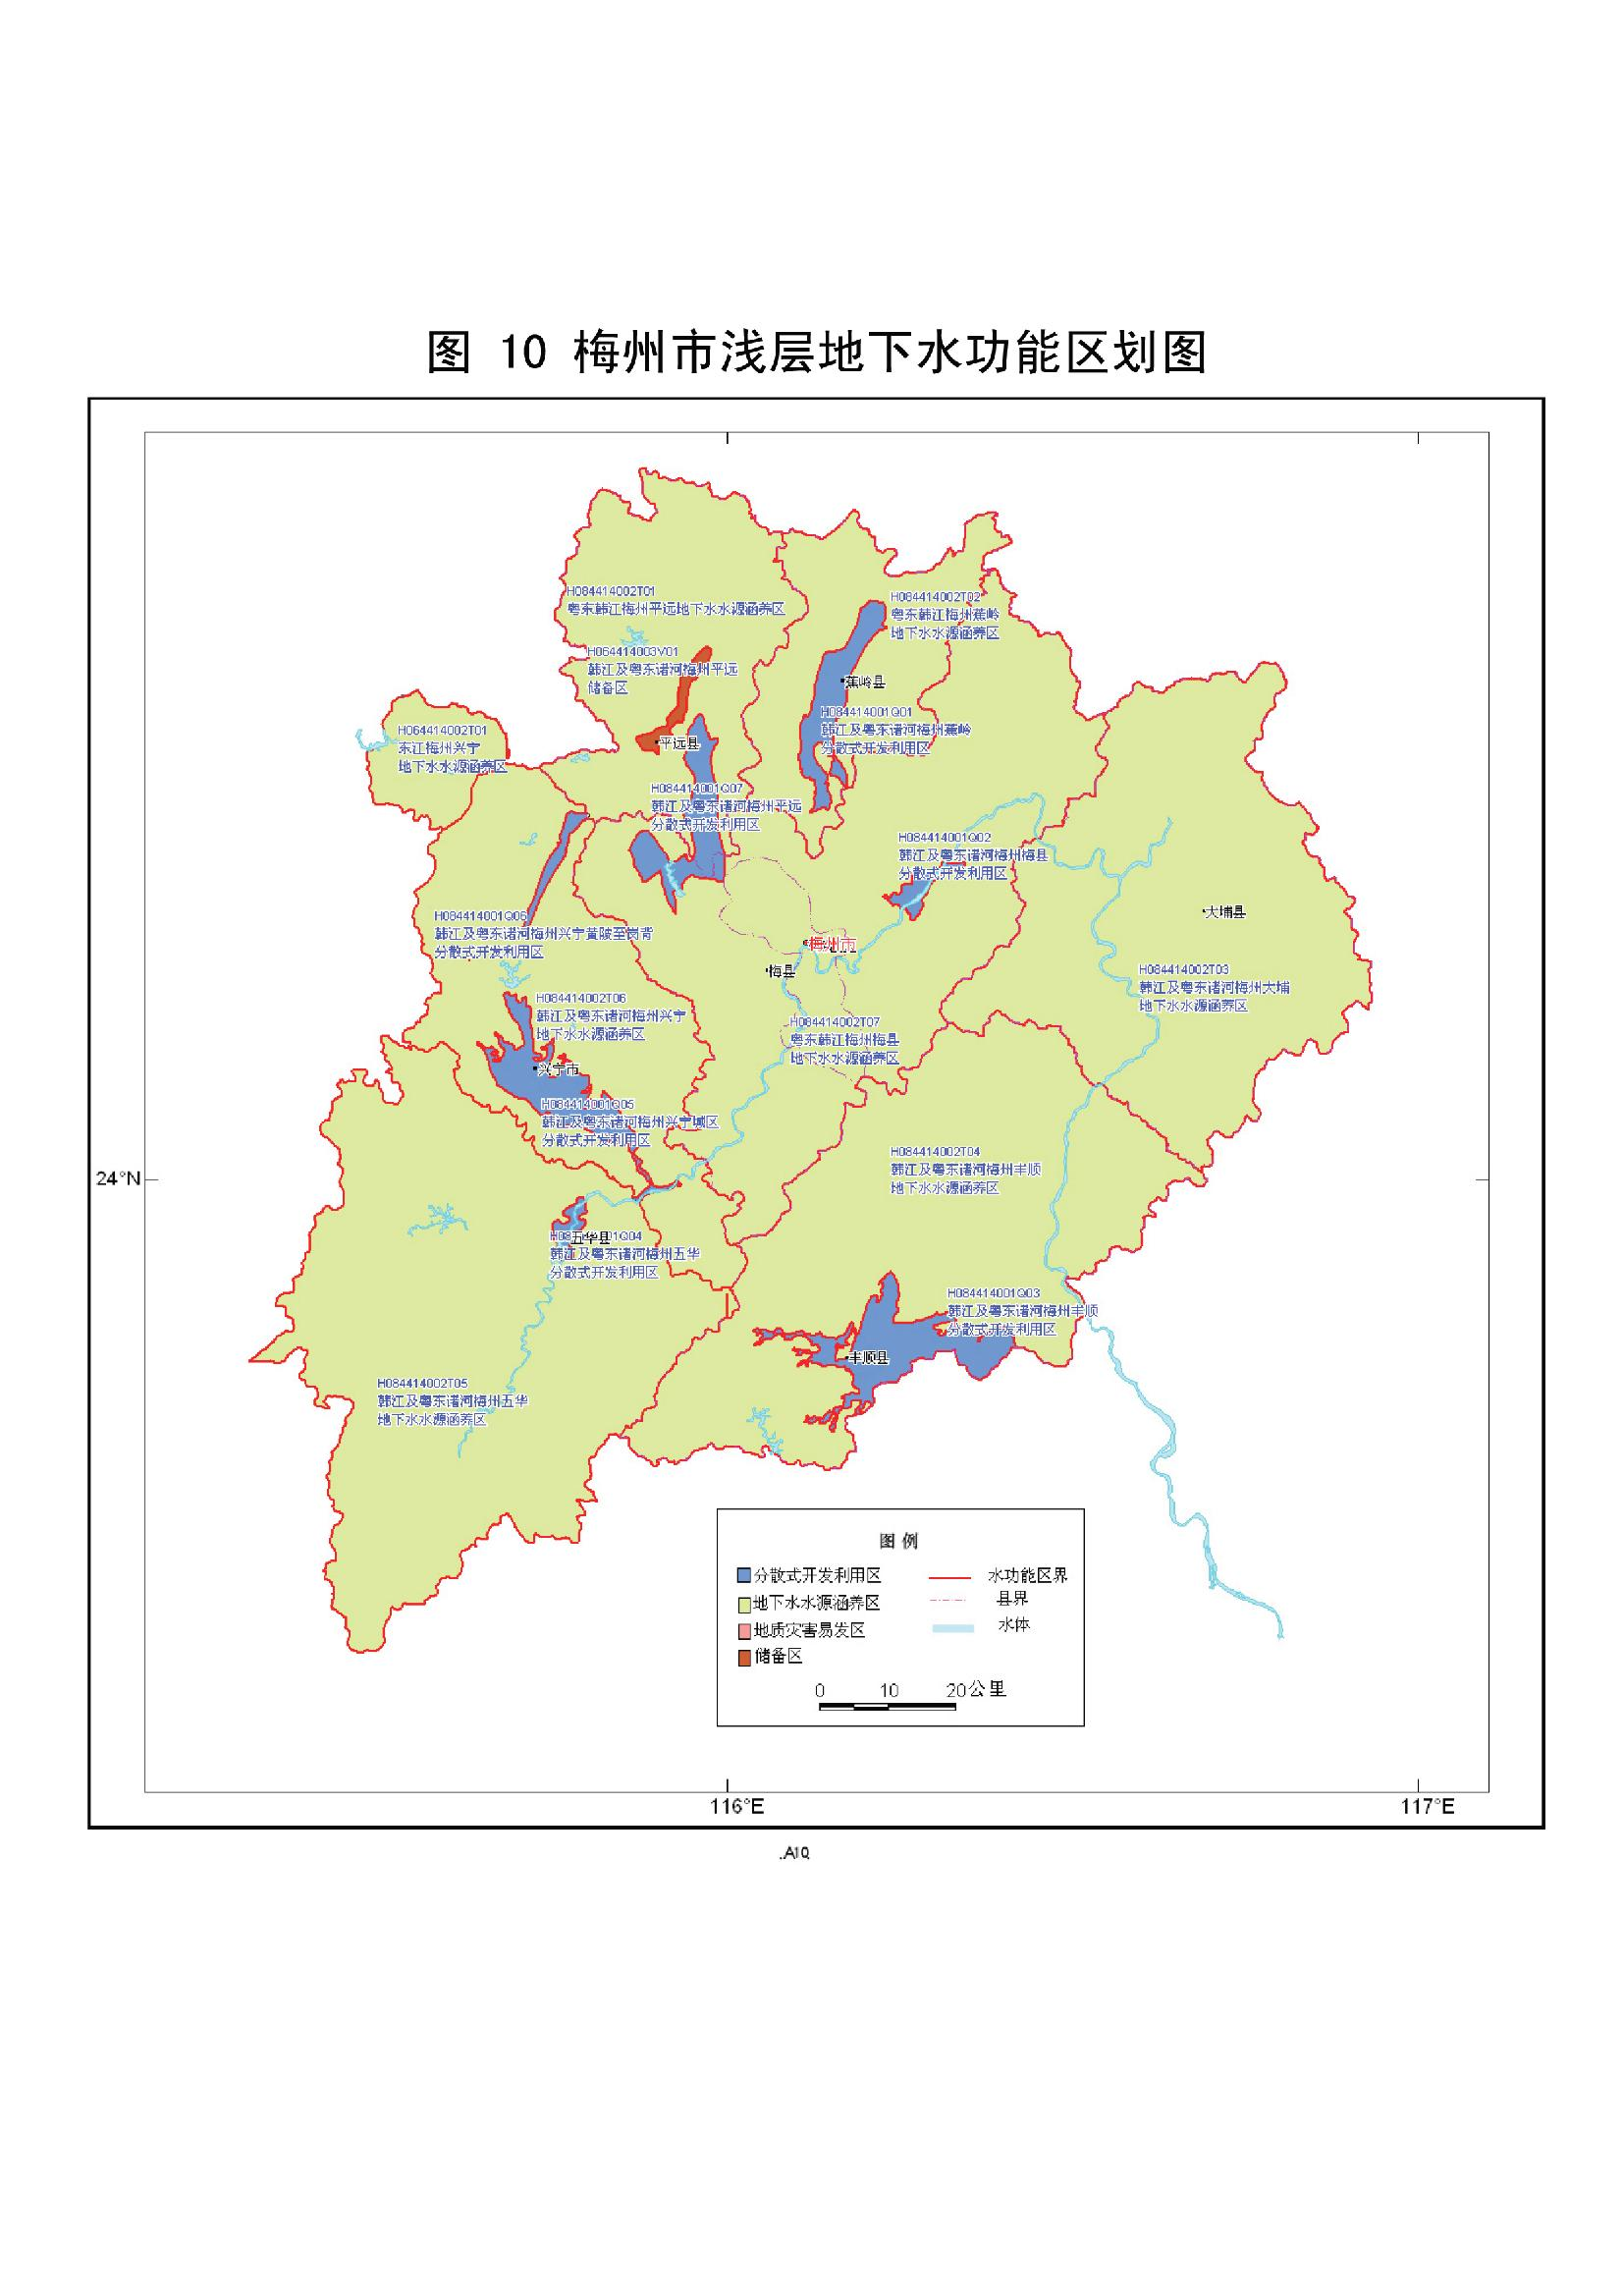 图 10 梅州市浅层地下水功能区划图
H084414002T01
粤东韩江梅州平远地下水水源涵养区
H084414002T02
粤东韩江梅州蕉岭
地下水水源涵养区
H064414003V01
韩江及粤东诸河梅州平远
储备区
蕉岭县
H084414001Q01
韩江及粤东诸河梅州蕉岭
分散式开发利用区
H064414002T01
东江梅州兴宁
地下水水源涵养区
平远县
H084414001Q07
韩江及粤东诸河梅州平远
分散式开发利用区
H084414001Q02
韩江及粤东诸河梅州梅县
分散式开发利用区
大埔县
H084414001Q06
韩江及粤东诸河梅州兴宁黄陂至岗背
分散式开发利用区
梅州市
梅县
H084414002T03
韩江及粤东诸河梅州大埔
地下水水源涵养区
H084414002T06
韩江及粤东诸河梅州兴宁
地下水水源涵养区
H084414002T07
粤东韩江梅州梅县
地下水水源涵养区
兴宁市
H084414001Q05
韩江及粤东诸河梅州兴宁城区
分散式开发利用区
H084414002T04
韩江及粤东诸河梅州丰顺
地下水水源涵养区
24°N
五华县
韩江及粤东诸河梅州五华
分散式开发利用区
H084414001Q03
韩江及粤东诸河梅州丰顺
分散式开发利用区
丰顺县
H084414002T05
韩江及粤东诸河梅州五华
地下水水源涵养区
图 例
分散式开发利用区
水功能区界
地下水水源涵养区
县界
地质灾害易发区
水体
储备区
0 10 20公里
116°E
117°E
.A10